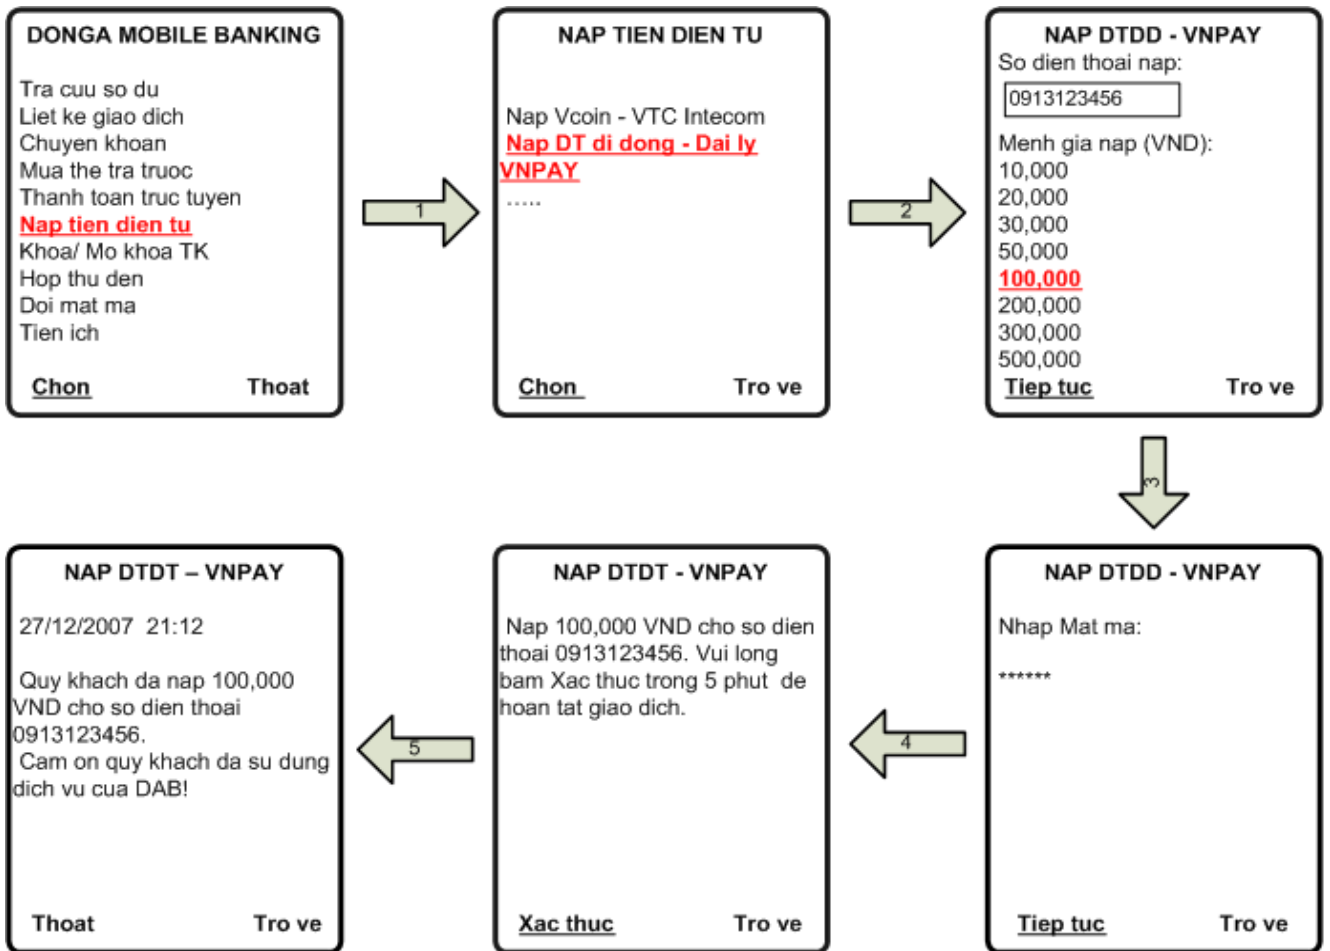 DONGA MOBILE BANKING
Tra cuu so du
Liet ke giao dich
Chuyen khoan
Mua the tra truoc
Thanh toan truc tuyen
Nap tien dien tu
Khoa/ Mo khoa TK
Hop thu den
Doi mat ma
Tien ich
Chon Thoat
1
NAP TIEN DIEN TU
Nap Vcoin - VTC Intecom
Nap DT di dong - Dai ly
VNPAY
.....
Chon Tro ve
2
NAP DTDD - VNPAY
So dien thoai nap:
0913123456
Menh gia nap (VND):
10,000
20,000
30,000
50,000
100,000
200,000
300,000
500,000
Tiep tuc Tro ve
3
NAP DTDD - VNPAY
Nhap Mat ma:
******
Tiep tuc Tro ve
4
NAP DTDT - VNPAY
Nap 100,000 VND cho so dien
thoai 0913123456. Vui long
bam Xac thuc trong 5 phut de
hoan tat giao dich.
Xac thuc Tro ve
5
NAP DTDT – VNPAY
27/12/2007 21:12
Quy khach da nap 100,000
VND cho so dien thoai
0913123456.
Cam on quy khach da su dung
dich vu cua DAB!
Thoat Tro ve